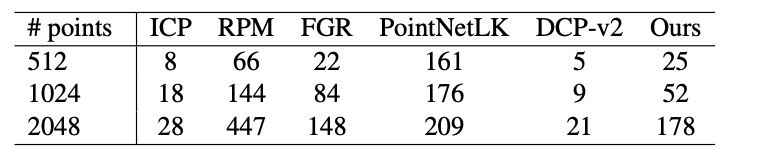 # points ICP RPM FGR PointNetLK DCP-v2 Ours
512 8 66 22 161 5 25
1024 18 144 84 176 9 52
2048 28 447 148 209 21 178